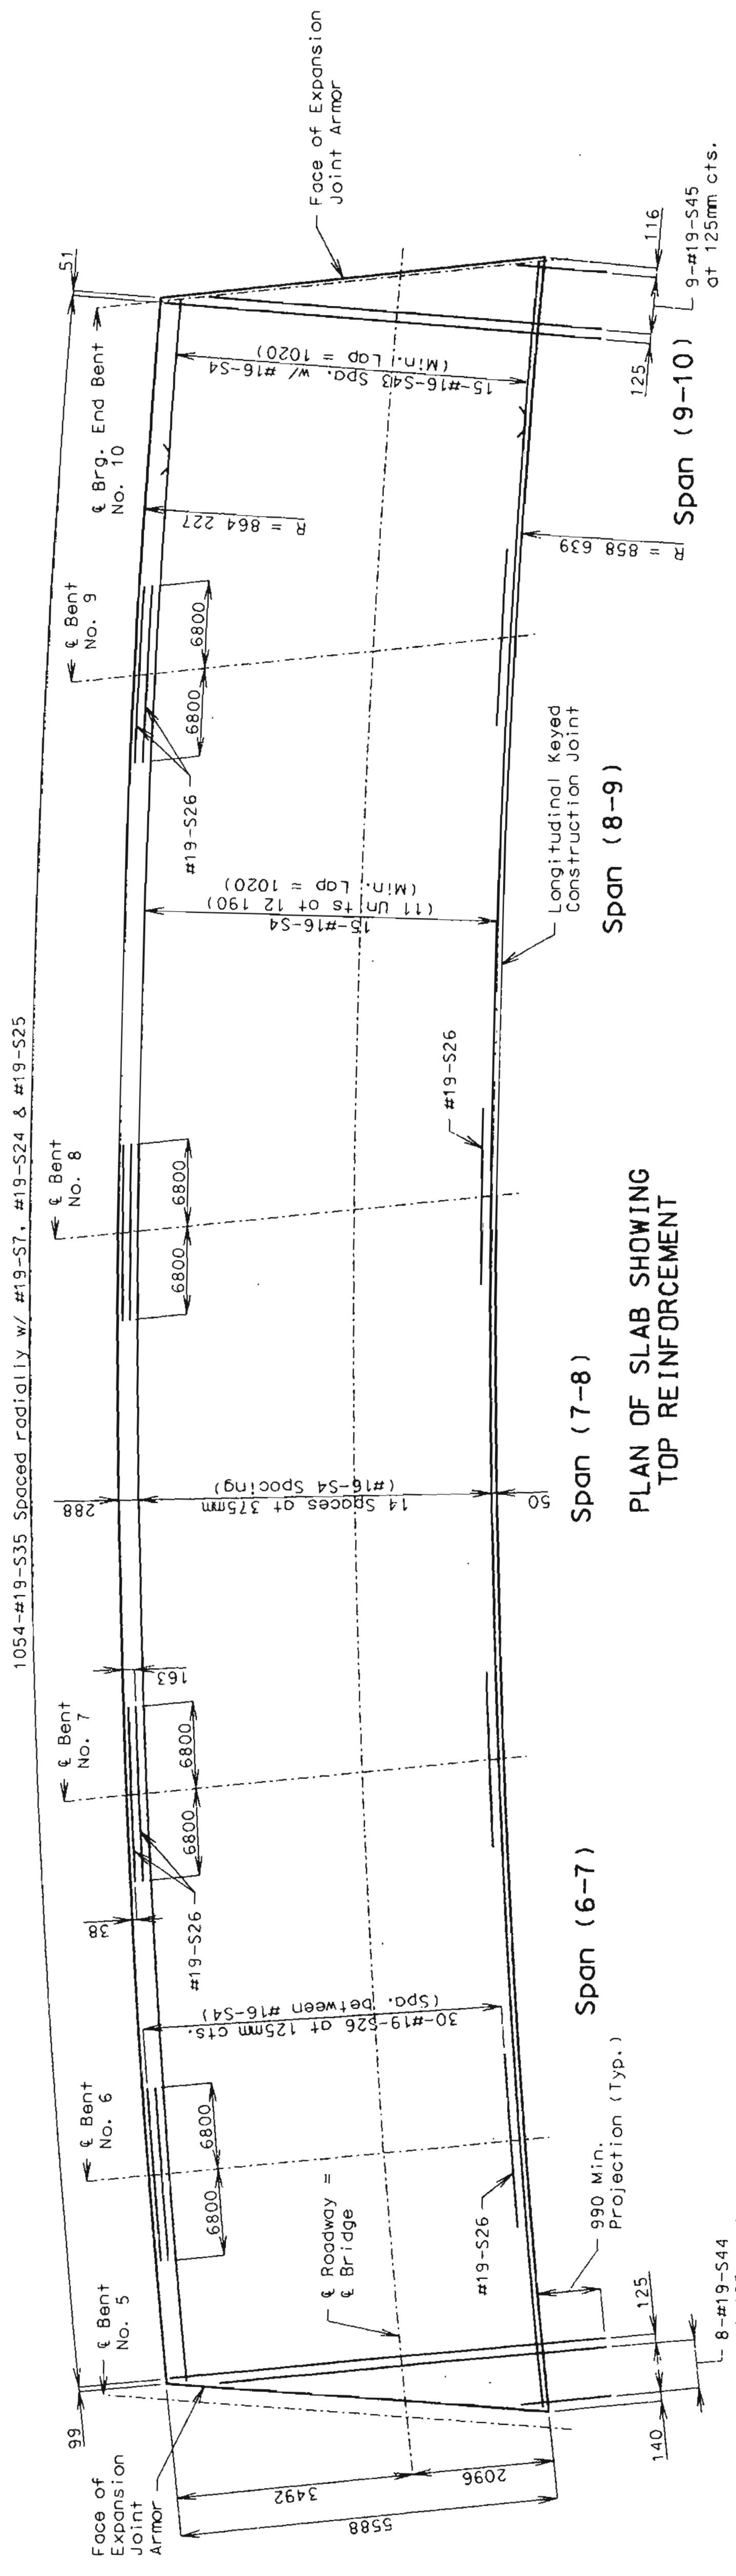 1054-#19-S35 Spaced radially w/ #19-S7, #19-S24 & #19-S25
99
51
Face of
Expansion
Joint
Armor
℄ Bent
No. 5
℄ Bent
No. 6
℄ Bent
No. 7
℄ Bent
No. 8
℄ Bent
No. 9
℄ Brg. End Bent
No. 10
Face of Expansion
Joint Armor
6800
6800
38
#19-S26
6800
6800
163
288
6800
6800
#19-S26
6800
6800
R = 864 227
3492
2096
5588
℄ Roadway =
℄ Bridge
30-#19-S26 at 125mm cts.
(Spa. between #16-S4)
14 Spaces at 375mm
(#16-S4 Spacing)
15-#16-S4
(11 Units at 12 190)
(Min. Lap = 1020)
15-#16-S43 Spa. w/ #16-S4
(Min. Lap = 1020)
#19-S26
#19-S26
50
Longitudinal Keyed
Construction Joint
R = 858 639
990 Min.
Projection (Typ.)
140
125
8-#19-S44
125
116
9-#19-S45
at 125mm cts.
Span (6-7)
Span (7-8)
Span (8-9)
Span (9-10)
PLAN OF SLAB SHOWING
TOP REINFORCEMENT